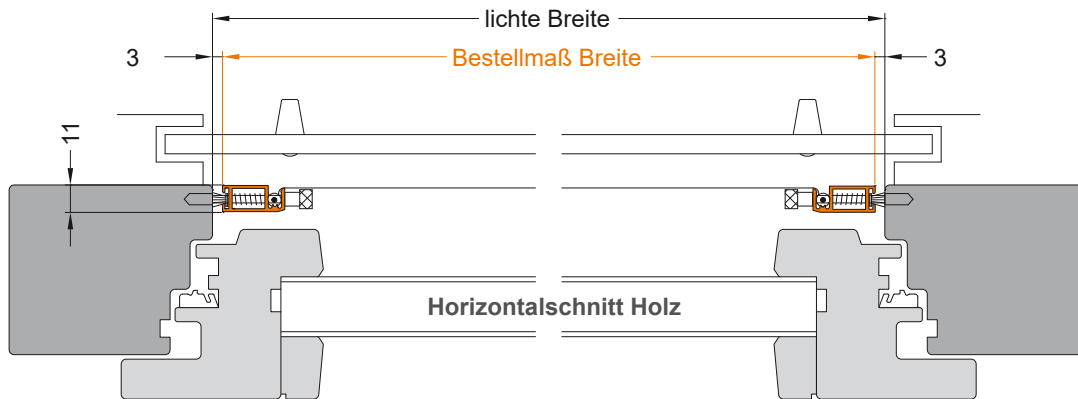 lichte Breite
3
Bestellmaß Breite
3
11
Horizontalschnitt Holz